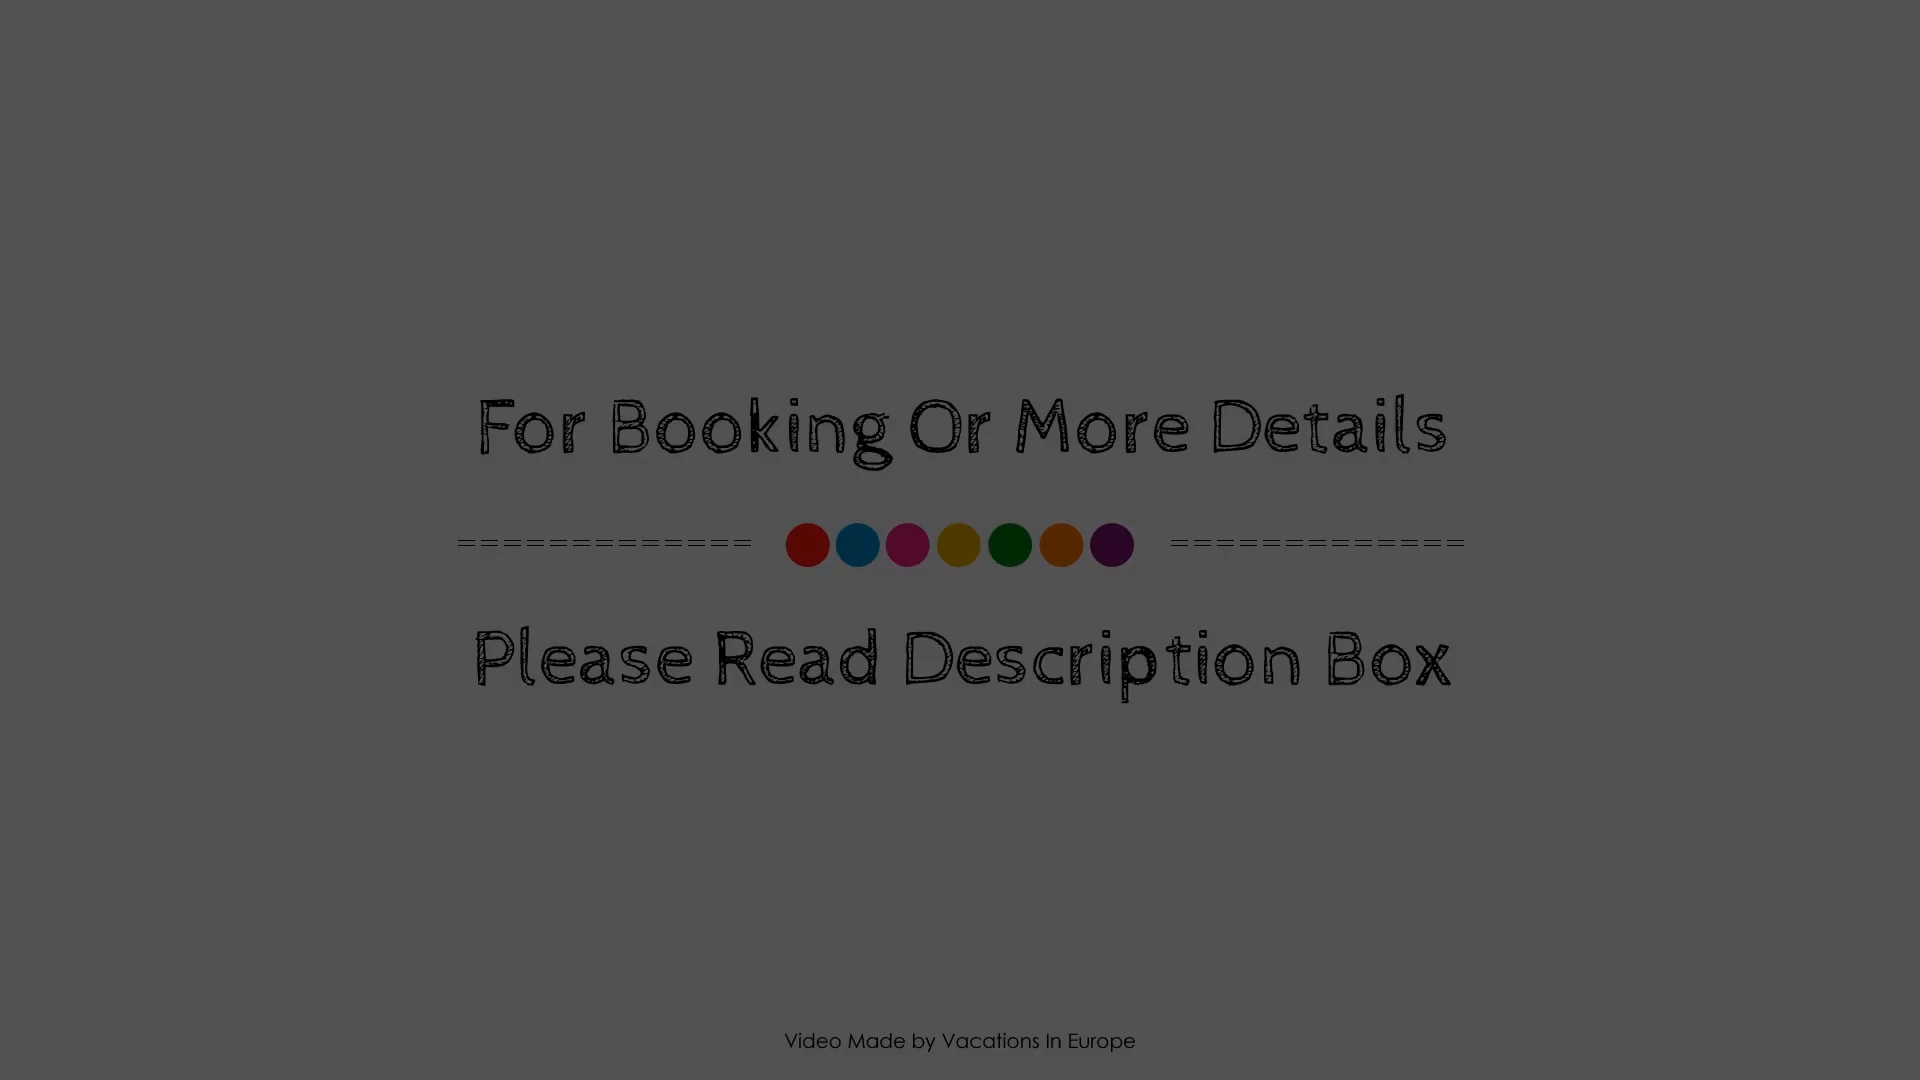 For Booking Or More Details
============= =============
Please Read Description Box
Video Made by Vacations In Europe